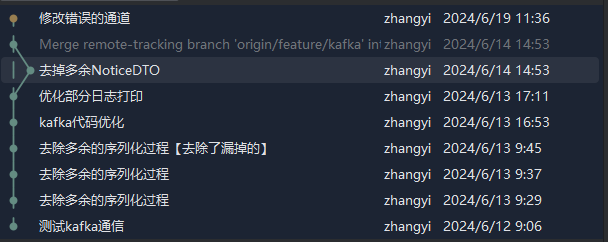 修改错误的通道 zhangyi 2024/6/19 11:36
Merge remote-tracking branch 'origin/feature/kafka' int zhangyi 2024/6/14 14:53
去掉多余NoticeDTO zhangyi 2024/6/14 14:53
优化部分日志打印 zhangyi 2024/6/13 17:11
kafka代码优化 zhangyi 2024/6/13 16:53
去除多余的序列化过程【去除了漏掉的】 zhangyi 2024/6/13 9:45
去除多余的序列化过程 zhangyi 2024/6/13 9:37
去除多余的序列化过程 zhangyi 2024/6/13 9:29
测试kafka通信 zhangyi 2024/6/12 9:06